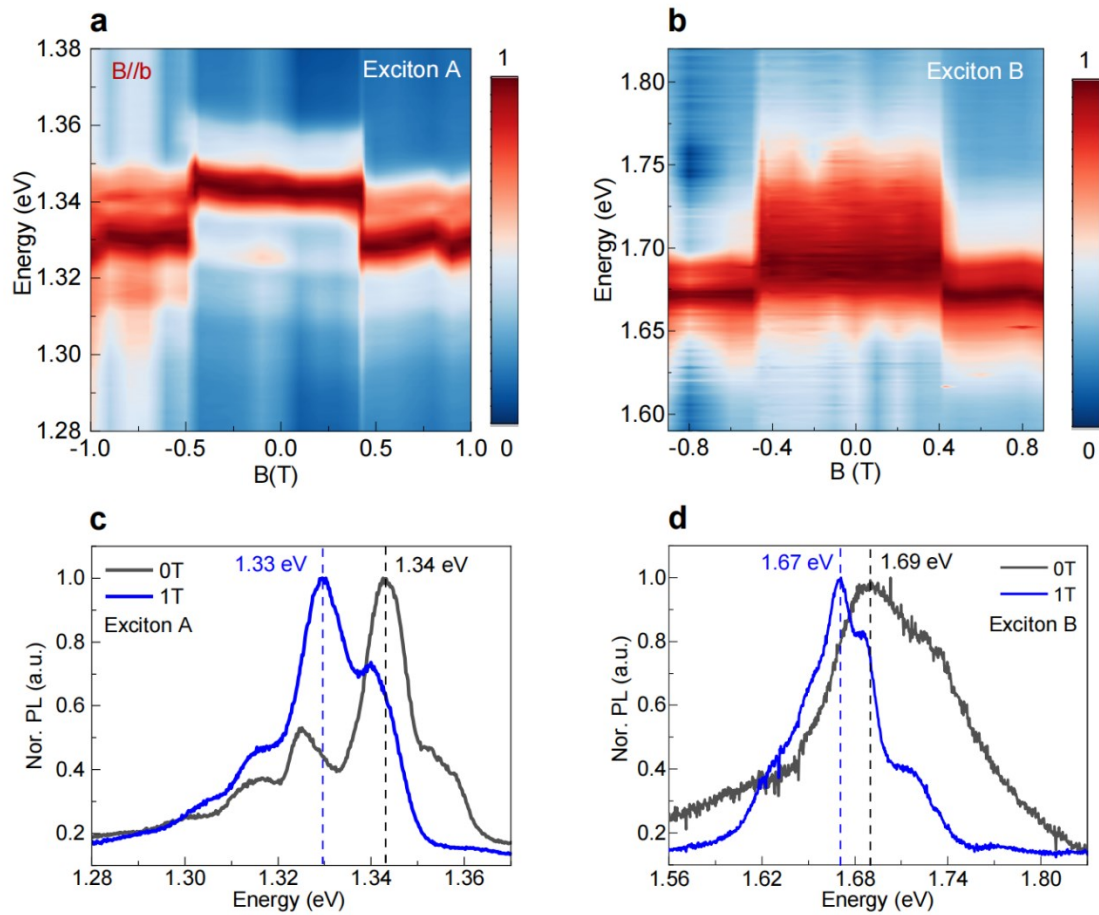 a
B//b
Exciton A
1.38
1.36
1.34
1.32
1.30
1.28
Energy (eV)
-1.0
-0.5
0.0
0.5
1.0
B(T)
1
0
b
Exciton B
1.80
1.75
1.70
1.65
1.60
Energy (eV)
-0.8
-0.4
0.0
0.4
0.8
B (T)
1
0
c
0T
1T
Exciton A
1.33 eV
1.34 eV
1.0
0.8
0.6
0.4
0.2
Nor. PL (a.u.)
1.28
1.30
1.32
1.34
1.36
Energy (eV)
d
1.67 eV
1.69 eV
0T
1T
Exciton B
1.0
0.8
0.6
0.4
0.2
Nor. PL (a.u.)
1.56
1.62
1.68
1.74
1.80
Energy (eV)